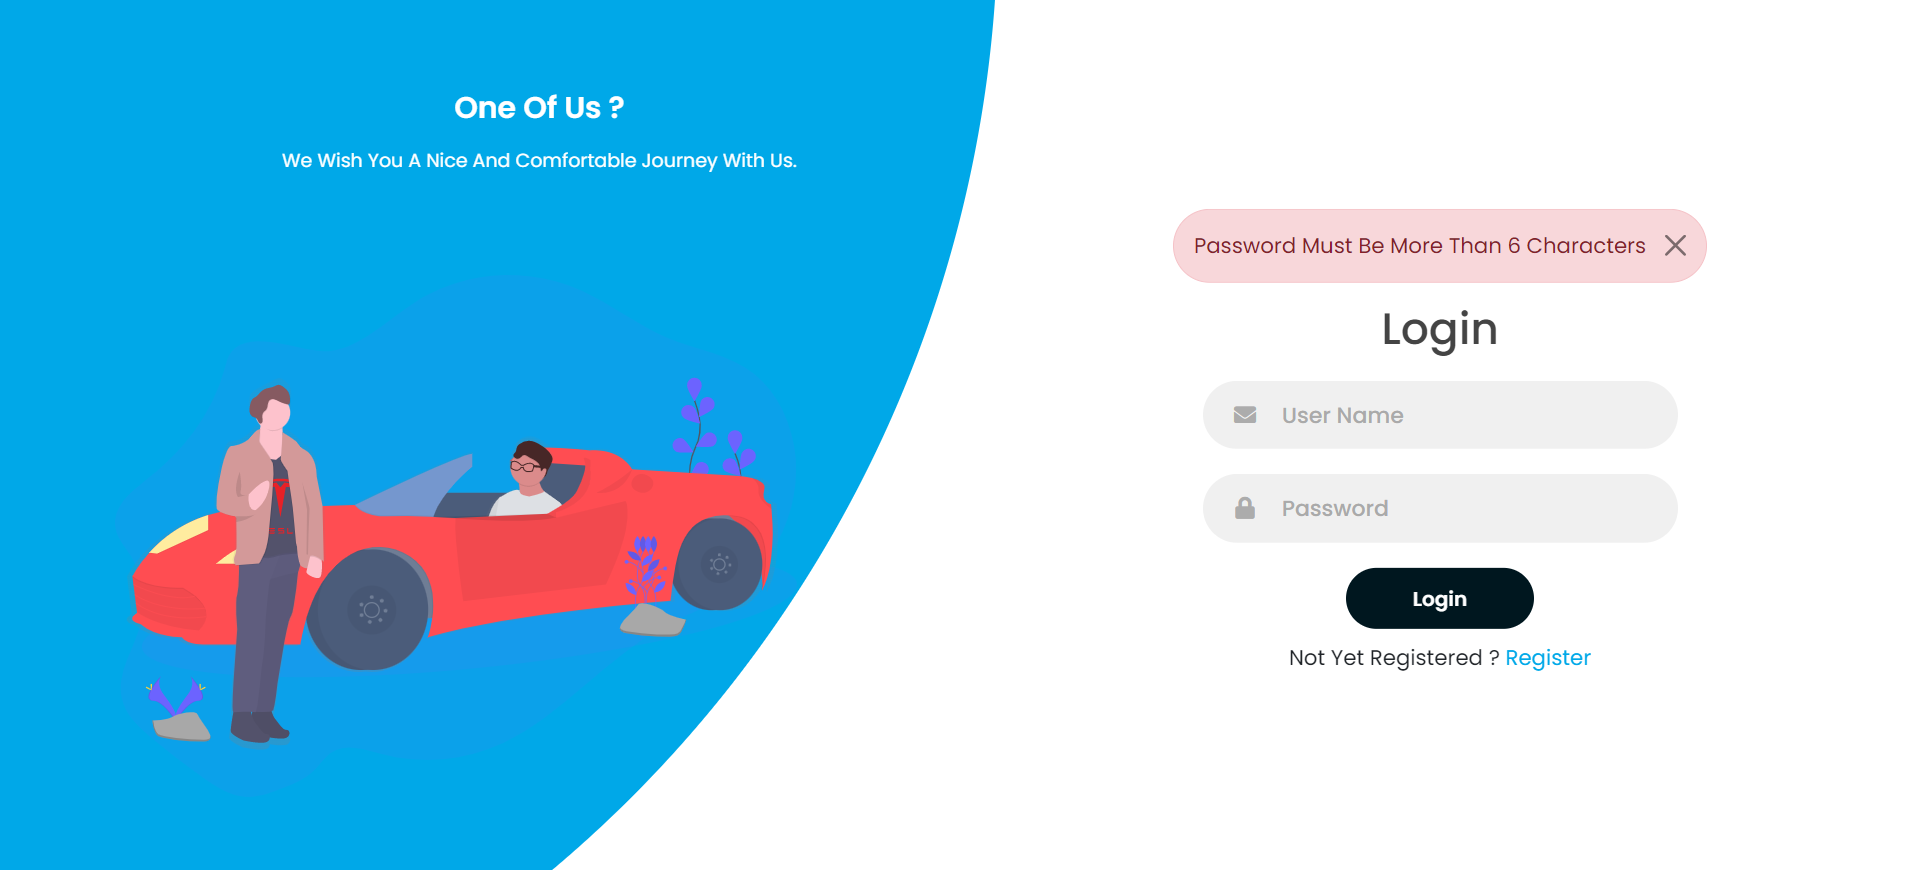 One Of Us ?
We Wish You A Nice And Comfortable Journey With Us.
Password Must Be More Than 6 Characters
Login
User Name
Password
Login
Not Yet Registered ? Register